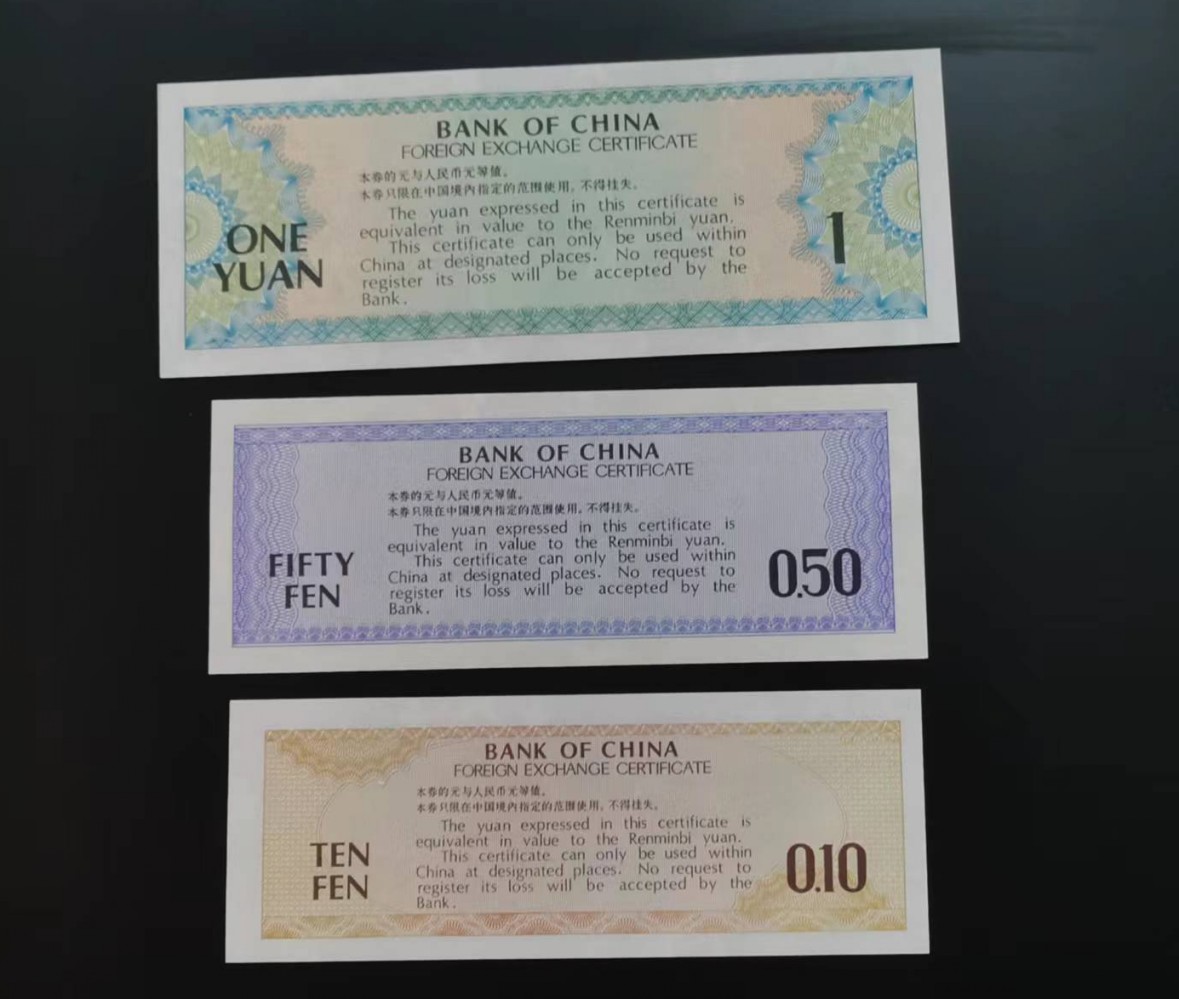 BANK OF CHINA
FOREIGN EXCHANGE CERTIFICATE
本券的元与人民币元等值。
本券只限在中国境内指定的范围使用，不得挂失。
The yuan expressed in this certificate is
equivalent in value to the Renminbi yuan.
This certificate can only be used within
China at designated places. No request to
register its loss will be accepted by the
Bank.
ONE
YUAN
1
BANK OF CHINA
FOREIGN EXCHANGE CERTIFICATE
本券的元与人民币元等值。
本券只限在中国境内指定的范围使用，不得挂失。
The yuan expressed in this certificate is
equivalent in value to the Renminbi yuan.
This certificate can only be used within
China at designated places. No request to
register its loss will be accepted by the
Bank.
FIFTY
FEN
0.50
BANK OF CHINA
FOREIGN EXCHANGE CERTIFICATE
本券的元与人民币元等值。
本券只限在中国境内指定的范围使用，不得挂失。
The yuan expressed in this certificate is
equivalent in value to the Renminbi yuan.
This certificate can only be used within
China at designated places. No request to
register its loss will be accepted by the
Bank.
TEN
FEN
0.10